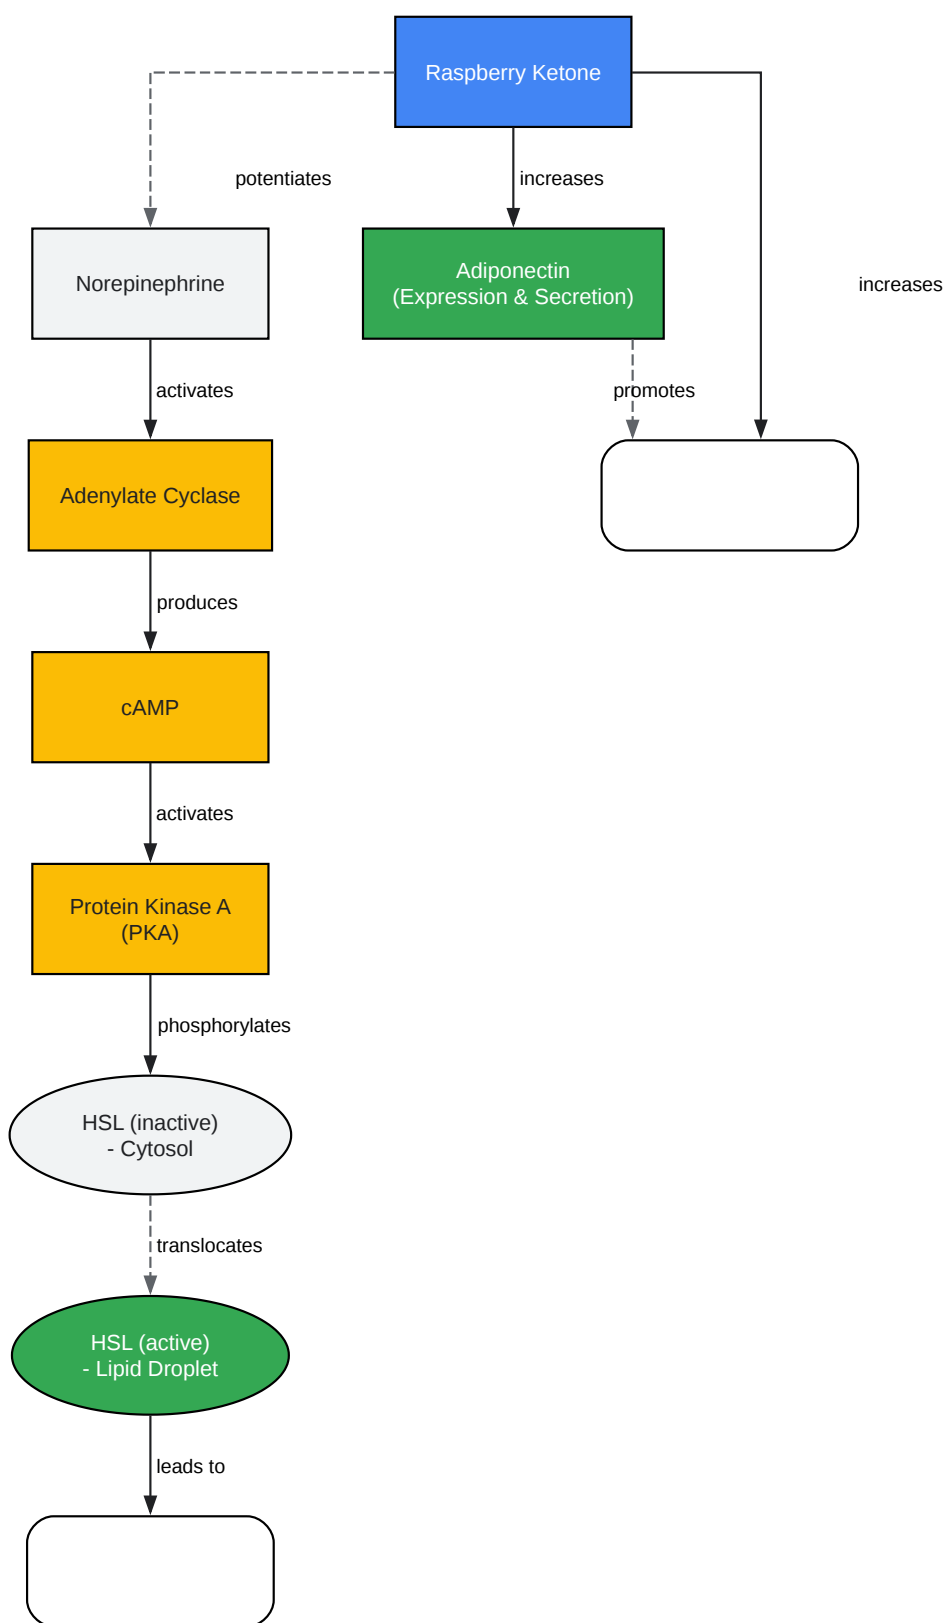 Raspberry Ketone
potentiates
increases
Norepinephrine
Adiponectin
(Expression & Secretion)
increases
activates
promotes
Adenylate Cyclase
produces
cAMP
activates
Protein Kinase A
(PKA)
phosphorylates
HSL (inactive)
- Cytosol
translocates
HSL (active)
- Lipid Droplet
leads to